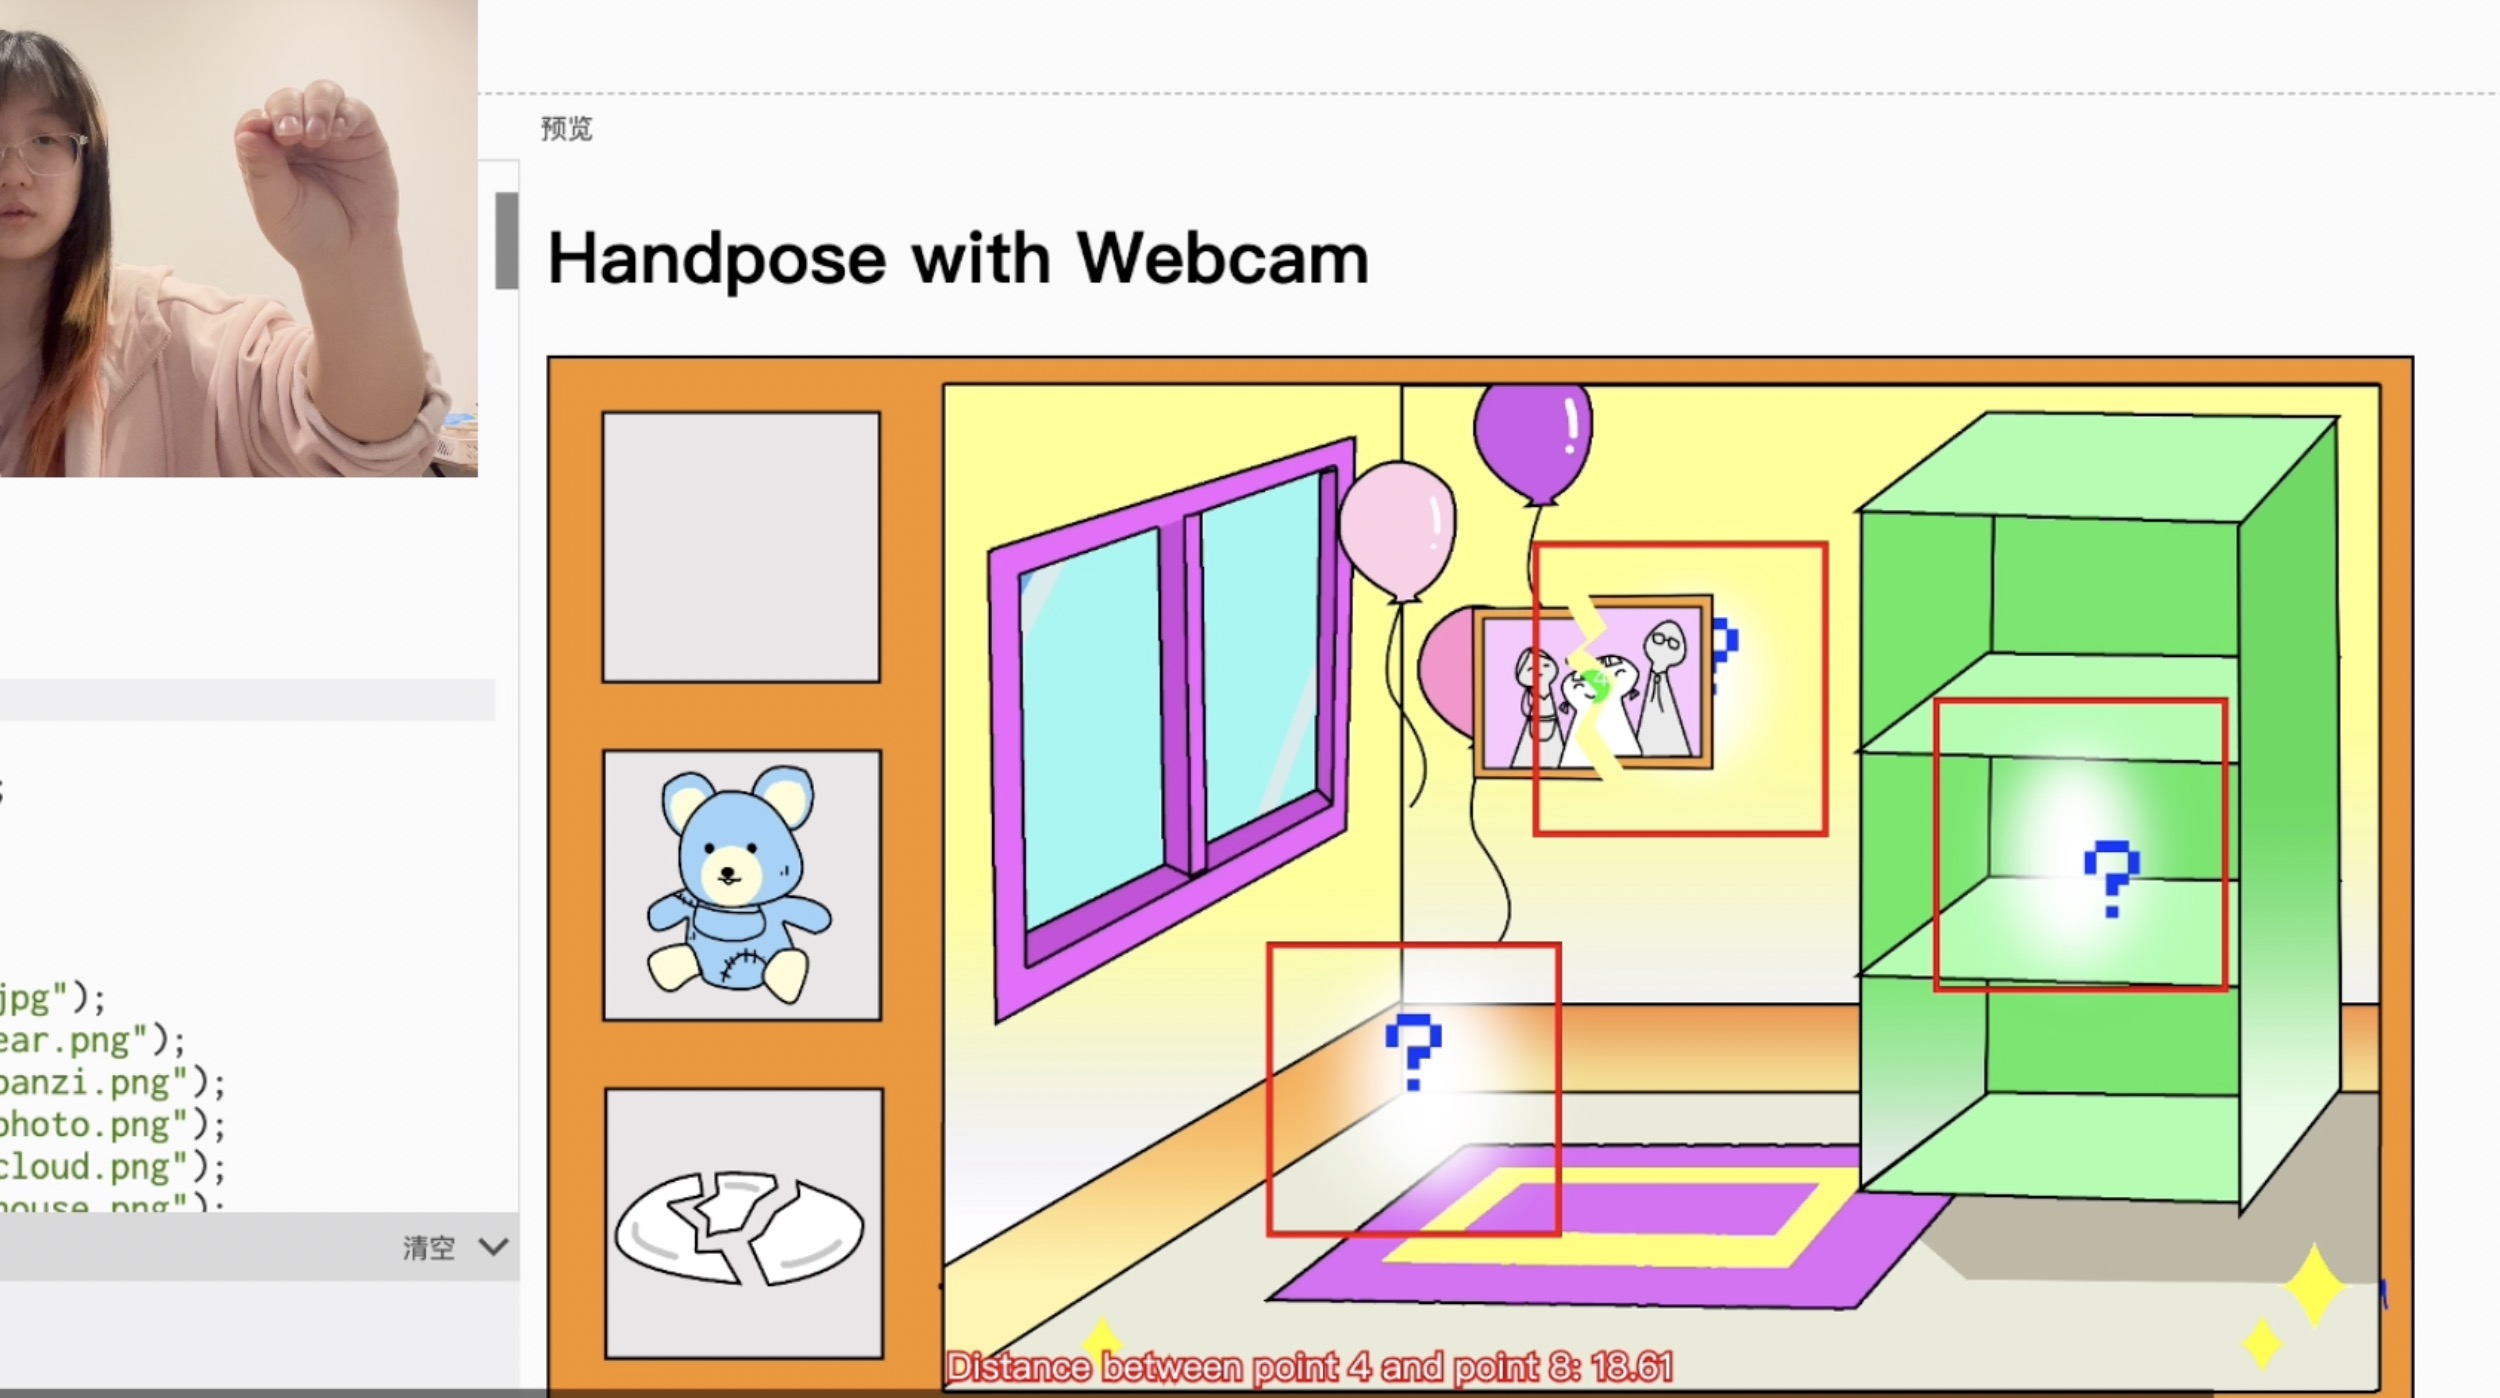 预览
Handpose with Webcam
?
4
?
?
;
jpg");
ear.png");
panzi.png");
photo.png");
cloud.png");
house.png");
清空
Distance between point 4 and point 8: 18.61